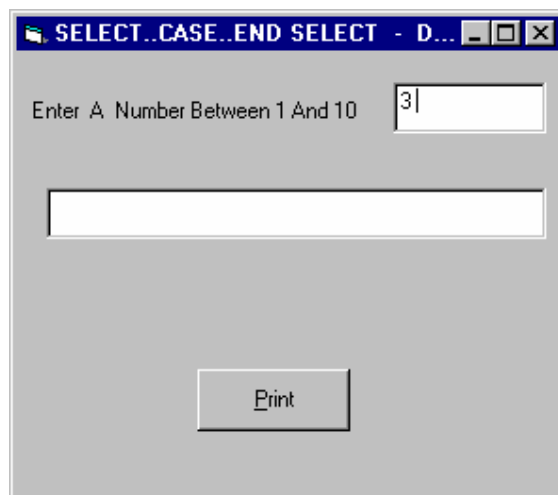 SELECT..CASE..END SELECT - D...
Enter A Number Between 1 And 10
3
Print